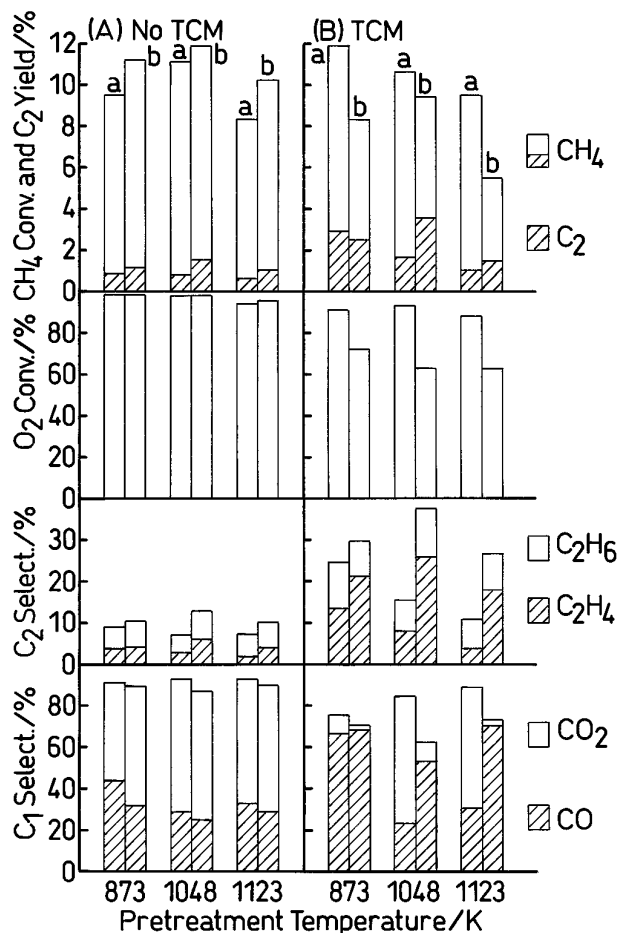 (A) No TCM
(B) TCM
CH4 Conv. and C2 Yield/%
12
10
8
6
4
2
0
a
b
a
b
a
b
a
b
a
b
a
b
CH4
C2
O2 Conv./%
80
60
40
20
0
C2 Select./%
30
20
10
0
C2H6
C2H4
C1 Select./%
80
60
40
20
0
CO2
CO
873 1048 1123 873 1048 1123
Pretreatment Temperature/K